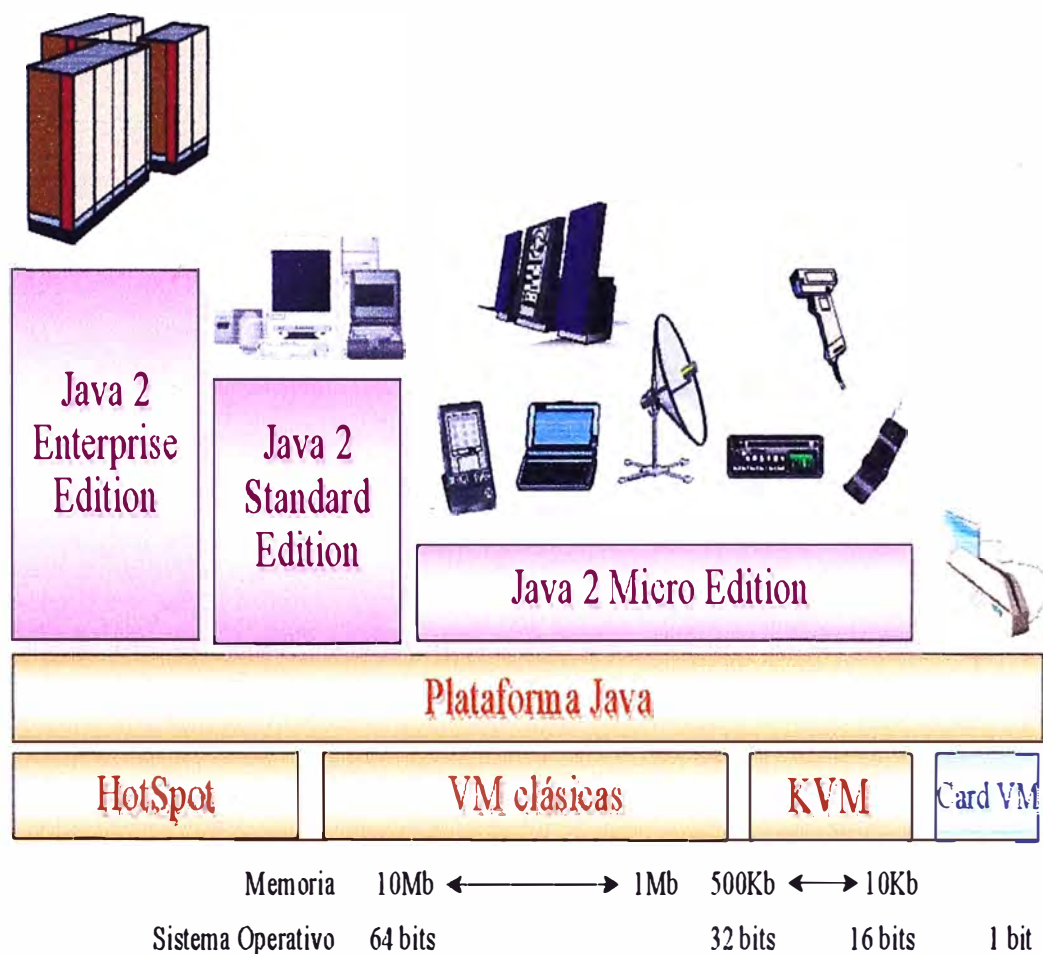 Java 2
Enterprise
Edition
Java 2
Standard
Edition
Java 2 Micro Edition
Plataforma Java
HotSpot
VM clásicas
KVM
Card VM
Memoria 10Mb 1Mb 500Kb 10Kb
Sistema Operativo 64 bits 32 bits 16 bits 1 bit